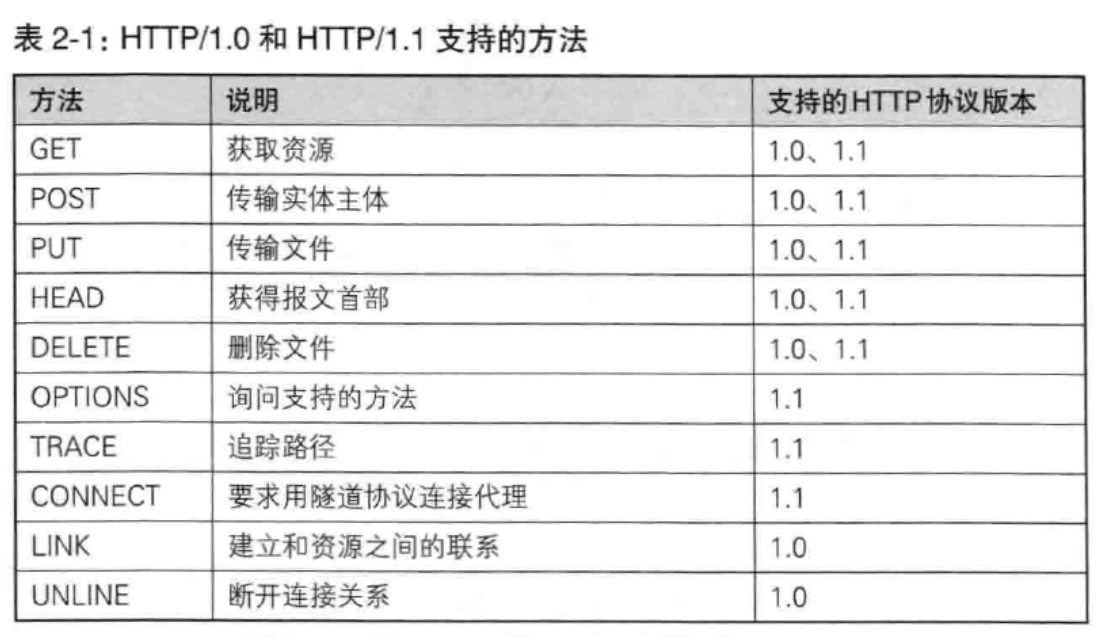 表 2-1：HTTP/1.0 和 HTTP/1.1 支持的方法
方法 说明 支持的HTTP协议版本
GET 获取资源 1.0、1.1
POST 传输实体主体 1.0、1.1
PUT 传输文件 1.0、1.1
HEAD 获得报文首部 1.0、1.1
DELETE 删除文件 1.0、1.1
OPTIONS 询问支持的方法 1.1
TRACE 追踪路径 1.1
CONNECT 要求用隧道协议连接代理 1.1
LINK 建立和资源之间的联系 1.0
UNLINE 断开连接关系 1.0